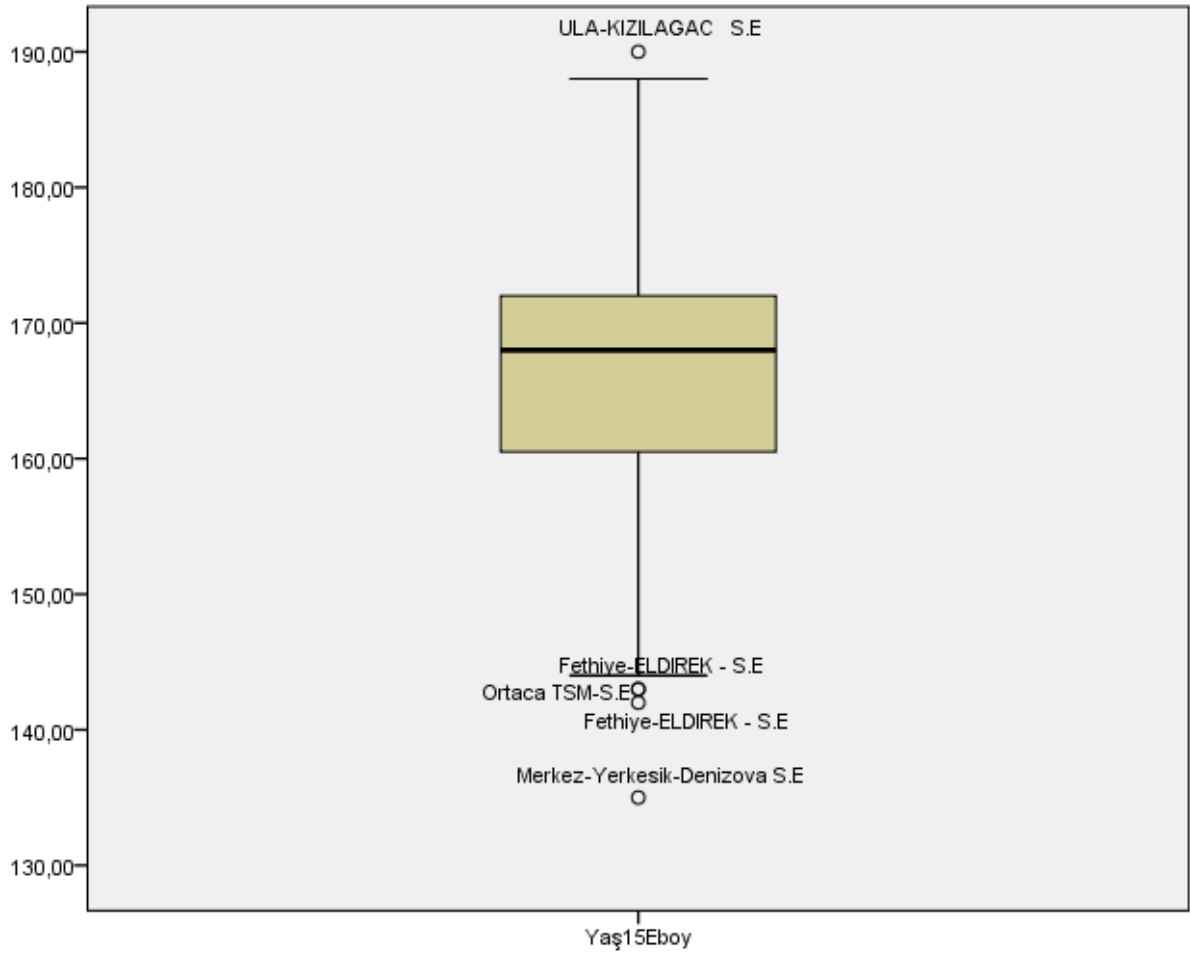 ULA-KIZILAGAC S.E
190,00
180,00
170,00
160,00
150,00
Fethiye-ELDIREK - S.E
Ortaca TSM-S.E
Fethiye-ELDIREK - S.E
140,00
Merkez-Yerkesik-Denizova S.E
130,00
Yaş15Eboy